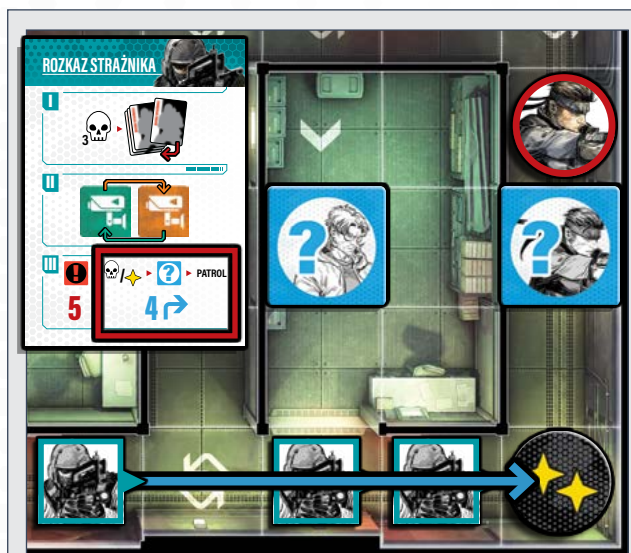 ROZKAZ STRAŻNIKA
I
3
II
III
! 5
/ ? PATROL
4
? ?